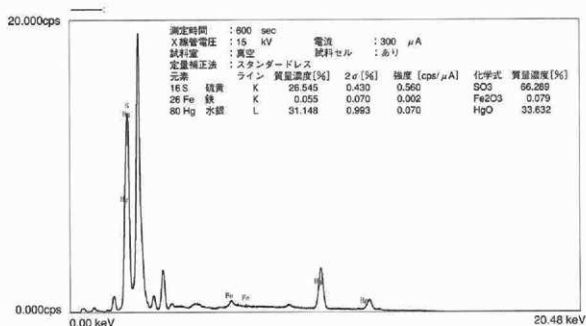 20.000cps
測定時間 : 600 sec
X線管電圧 : 15 kV 電流 : 300 μA
試料室 : 真空 試料セル : あり
定量補正法 : スタンダードレス
元素 ライン 質量濃度[%] 2σ[%] 強度 [cps/μA] 化学式 質量濃度[%]
16 S 硫黄 K 26.545 0.430 0.560 SO3 66.289
26 Fe 鉄 K 0.055 0.070 0.002 Fe2O3 0.079
80 Hg 水銀 L 31.148 0.993 0.070 HgO 33.632
S
Fe Fe
0.000cps
0.00 keV 20.48 keV